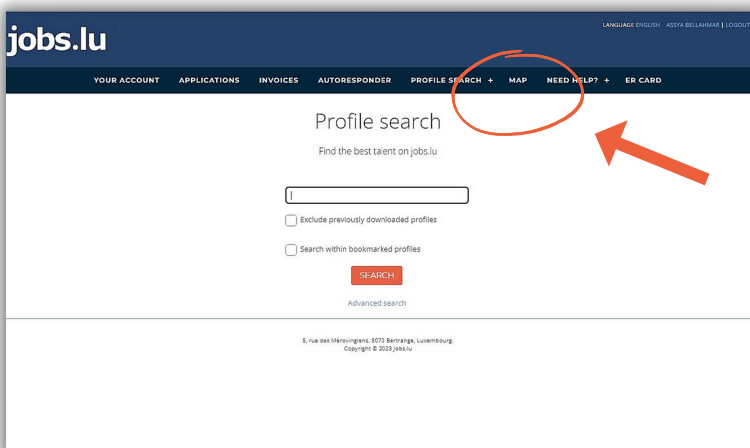 LANGUAGE ENGLISH ASSYA BELLAHMAR | LOGOUT
jobs.lu
YOUR ACCOUNT APPLICATIONS INVOICES AUTORESPONDER PROFILE SEARCH + MAP NEED HELP? + ER CARD
Profile search
Find the best talent on jobs.lu
Exclude previously downloaded profiles
Search within bookmarked profiles
SEARCH
Advanced search
5, rue des Mérovingiens, 8070 Bertrange, Luxembourg.
Copyright © 2023 jobs.lu